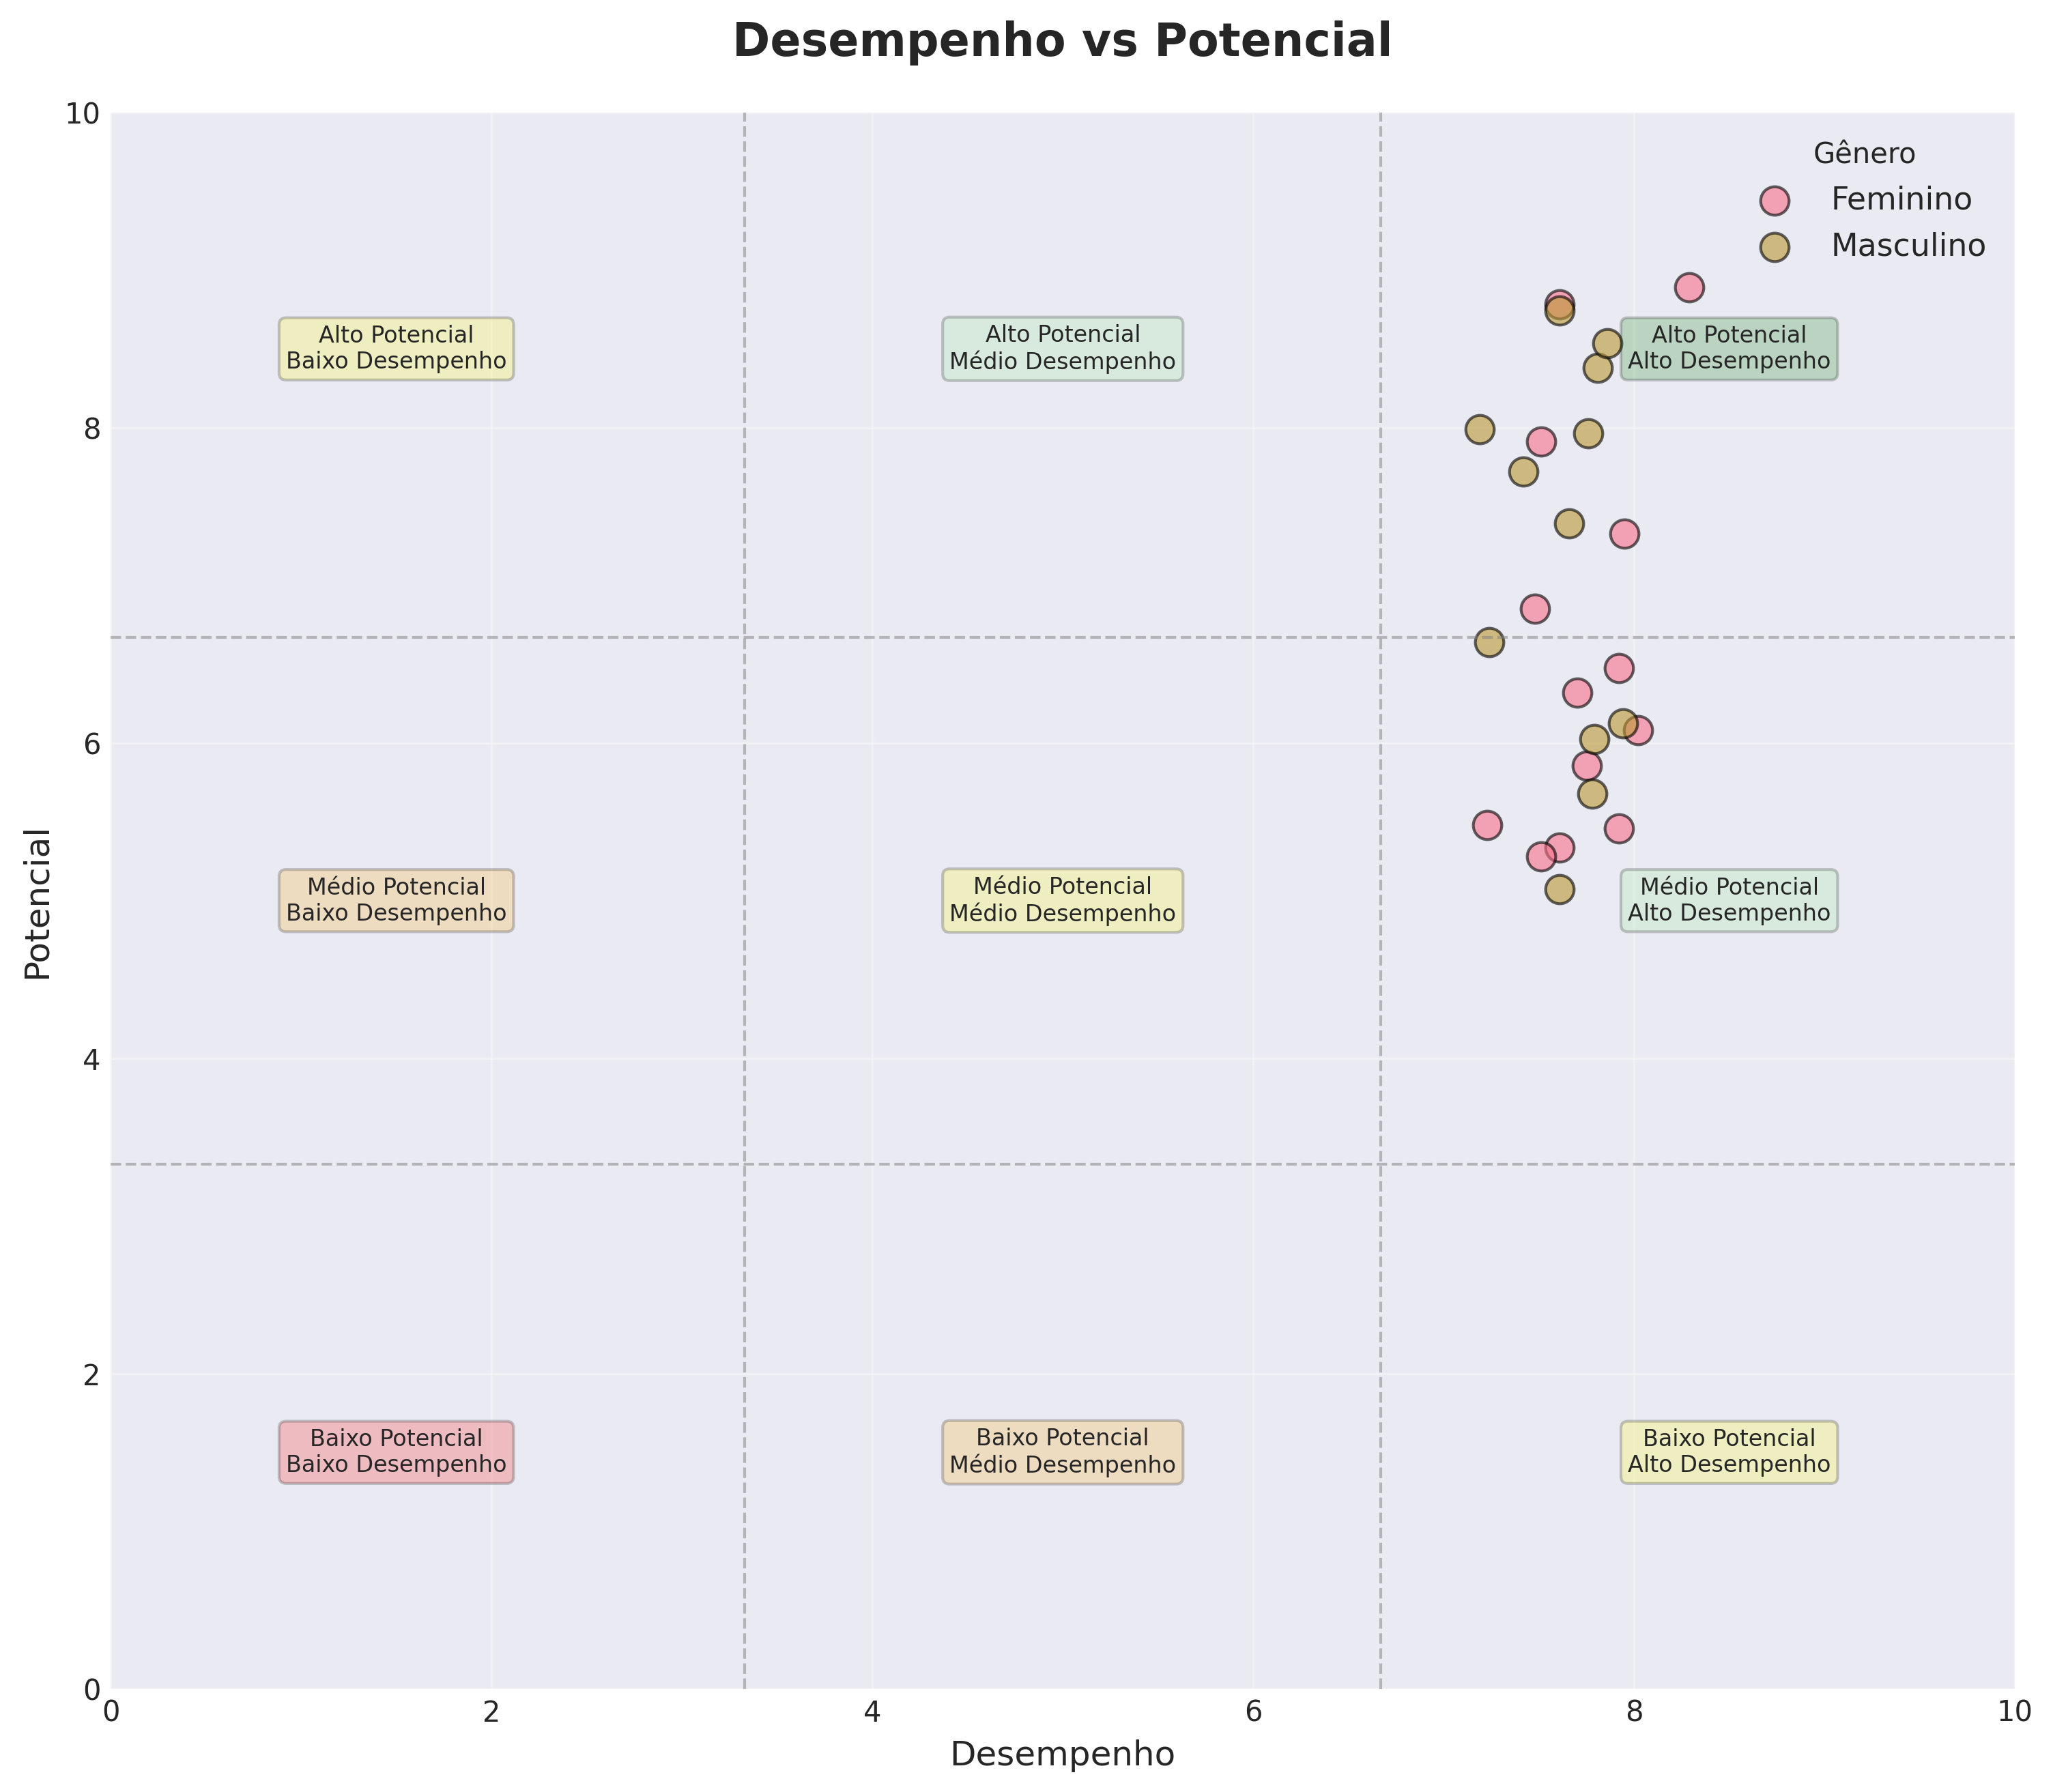 Desempenho vs Potencial
Gênero
Feminino
Masculino
Alto Potencial
Baixo Desempenho
Alto Potencial
Médio Desempenho
Alto Potencial
Alto Desempenho
Médio Potencial
Baixo Desempenho
Médio Potencial
Médio Desempenho
Médio Potencial
Alto Desempenho
Baixo Potencial
Baixo Desempenho
Baixo Potencial
Médio Desempenho
Baixo Potencial
Alto Desempenho
Potencial
10
8
6
4
2
0
0 2 4 6 8 10
Desempenho